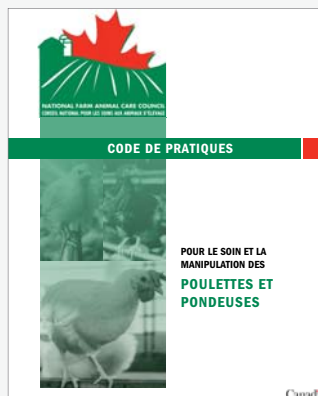 NATIONAL FARM ANIMAL CARE COUNCIL
CONSEIL NATIONAL POUR LES SOINS AUX ANIMAUX D'ÉLEVAGE
CODE DE PRATIQUES
POUR LE SOIN ET LA
MANIPULATION DES
POULETTES ET
PONDEUSES